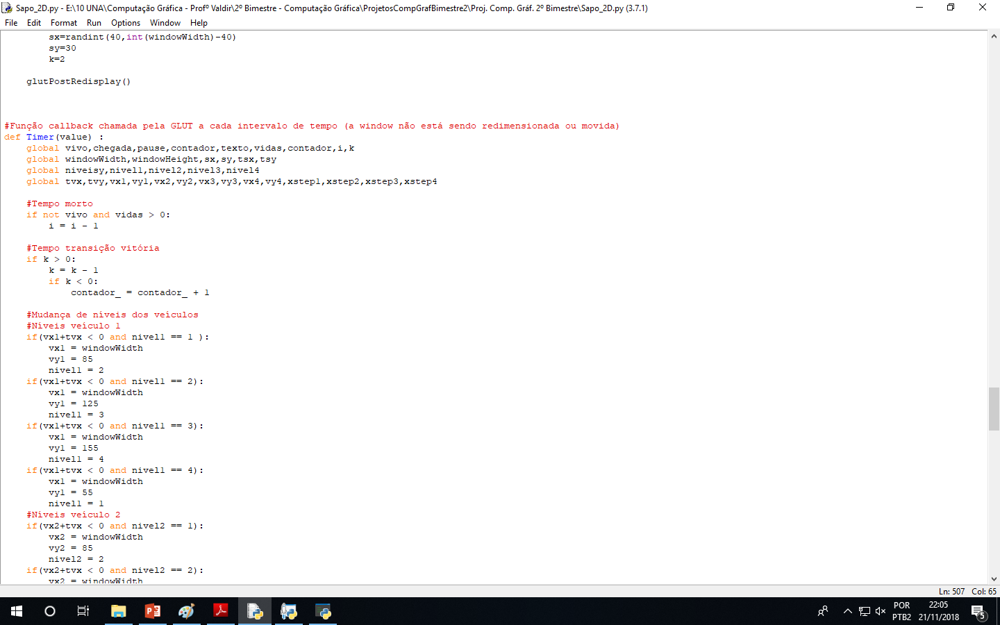 Sapo_2D.py - E:\10 UNA\Computação Gráfica - Profº Valdir\2º Bimestre - Computação Gráfica\ProjetosCompGrafBimestre2\Proj. Comp. Gráf. 2º Bimestre\Sapo_2D.py (3.7.1)
File Edit Format Run Options Window Help
sx=randint(40,int(windowWidth)-40)
sy=30
k=2
glutPostRedisplay()
#Função callback chamada pela GLUT a cada intervalo de tempo (a window não está sendo redimensionada ou movida)
def Timer(value) :
global vivo,chegada,pause,contador,texto,vidas,contador,i,k
global windowWidth,windowHeight,sx,sy,tsx,tsy
global niveisy,nivel1,nivel2,nivel3,nivel4
global tvx,tvy,vx1,vy1,vx2,vy2,vx3,vy3,vx4,vy4,xstep1,xstep2,xstep3,xstep4
#Tempo morto
if not vivo and vidas > 0:
i = i - 1
#Tempo transição vitória
if k > 0:
k = k - 1
if k < 0:
contador_ = contador_ + 1
#Mudança de níveis dos veículos
#Níveis veículo 1
if(vx1+tvx < 0 and nivel1 == 1 ):
vx1 = windowWidth
vy1 = 85
nivel1 = 2
if(vx1+tvx < 0 and nivel1 == 2):
vx1 = windowWidth
vy1 = 125
nivel1 = 3
if(vx1+tvx < 0 and nivel1 == 3):
vx1 = windowWidth
vy1 = 155
nivel1 = 4
if(vx1+tvx < 0 and nivel1 == 4):
vx1 = windowWidth
vy1 = 55
nivel1 = 1
#Níveis veículo 2
if(vx2+tvx < 0 and nivel2 == 1):
vx2 = windowWidth
vy2 = 85
nivel2 = 2
if(vx2+tvx < 0 and nivel2 == 2):
vx2 = windowWidth
Ln: 507 Col: 65
POR 22:05
PTB2 21/11/2018 5